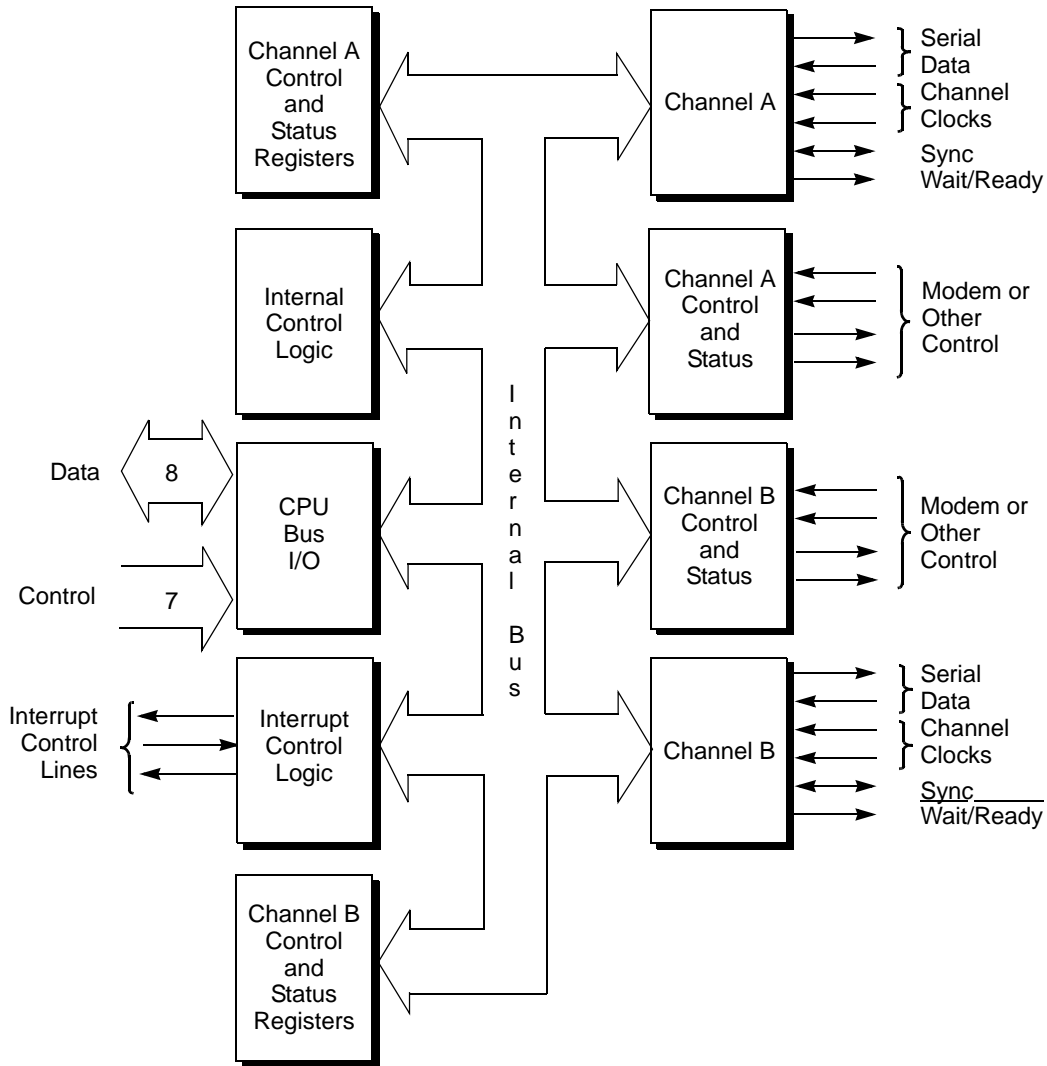 Channel A
Control
and
Status
Registers
Channel A
Serial
Data
Channel
Clocks
Sync
Wait/Ready
Internal
Control
Logic
Channel A
Control
and
Status
Modem or
Other
Control
Internal Bus
Data
8
Control
7
CPU
Bus
I/O
Channel B
Control
and
Status
Modem or
Other
Control
Interrupt
Control
Lines
Interrupt
Control
Logic
Channel B
Serial
Data
Channel
Clocks
Sync
Wait/Ready
Channel B
Control
and
Status
Registers